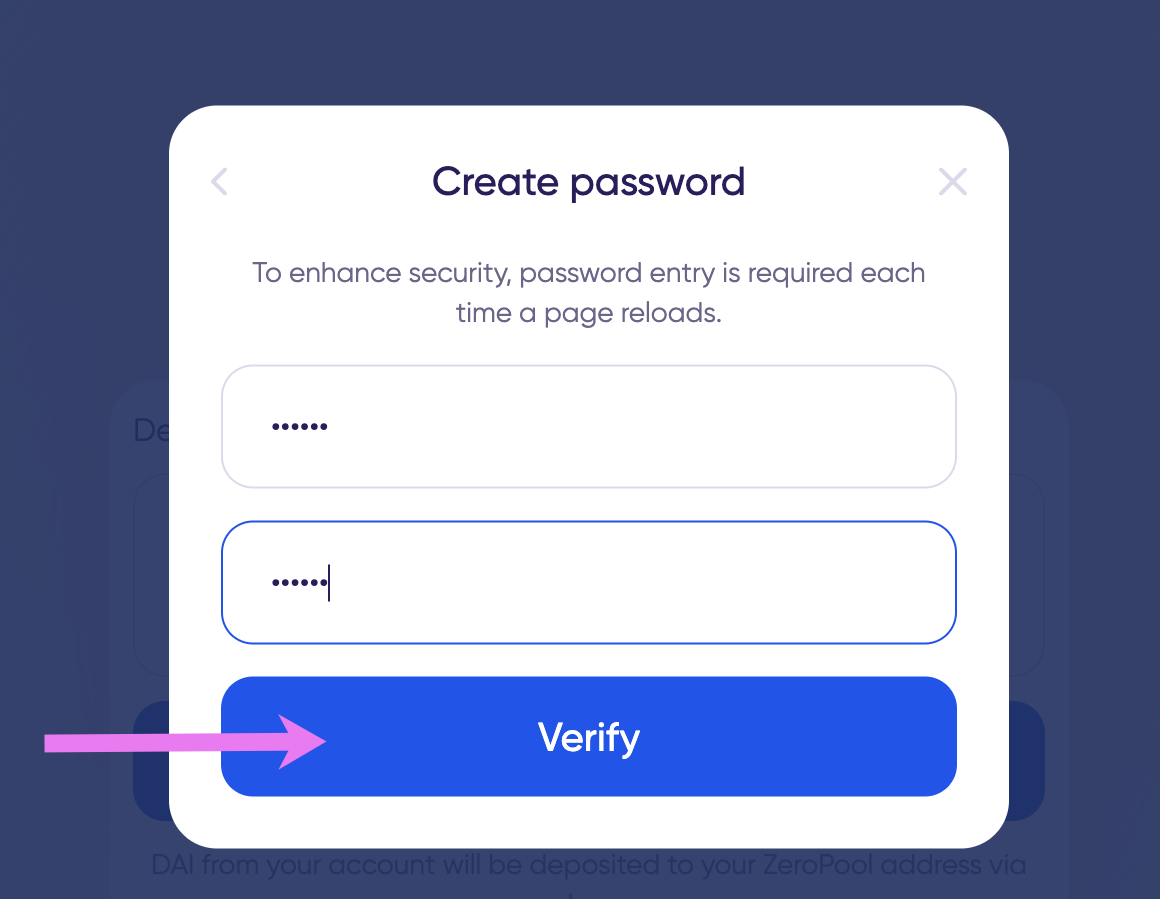 Create password
To enhance security, password entry is required each
time a page reloads.
••••••
De
••••••
Verify
DAI from your account will be deposited to your ZeroPool address via